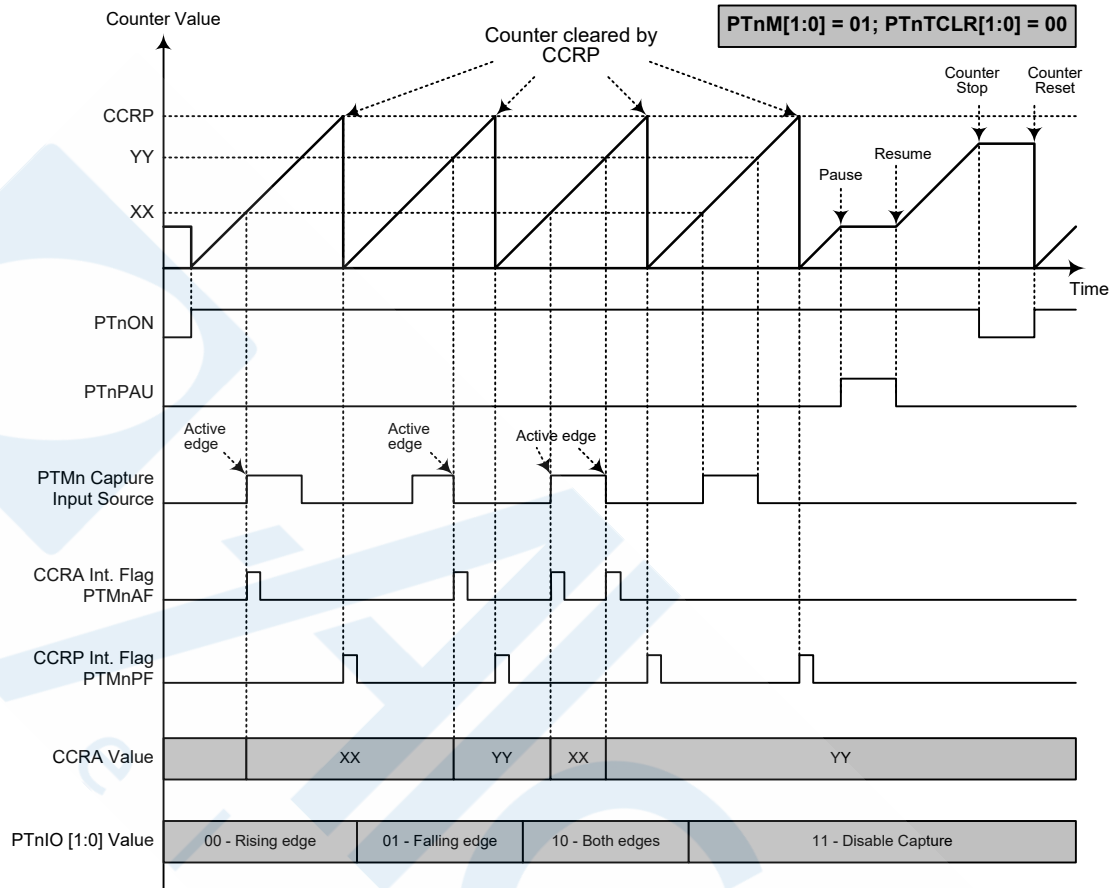 Counter Value
PTnM[1:0] = 01; PTnTCLR[1:0] = 00
Counter cleared by
CCRP
Counter
Stop
Counter
Reset
CCRP
YY
XX
Pause
Resume
Time
PTnON
PTnPAU
Active
edge
Active
edge
Active edge
PTMn Capture
Input Source
CCRA Int. Flag
PTMnAF
CCRP Int. Flag
PTMnPF
CCRA Value
XX
YY
XX
YY
PTnIO [1:0] Value
00 - Rising edge
01 - Falling edge
10 - Both edges
11 - Disable Capture